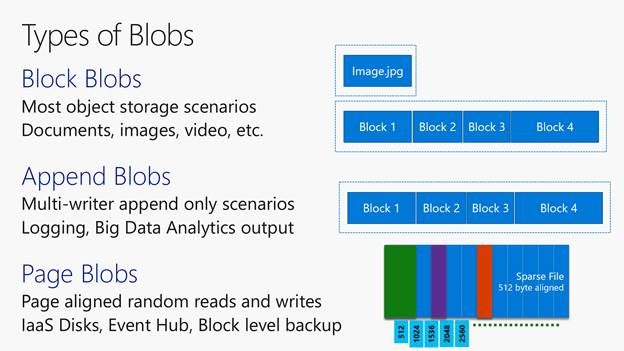 Types of Blobs
Block Blobs
Most object storage scenarios
Documents, images, video, etc.
Image.jpg
Block 1 Block 2 Block 3 Block 4
Append Blobs
Multi-writer append only scenarios
Logging, Big Data Analytics output
Block 1 Block 2 Block 3 Block 4
Page Blobs
Page aligned random reads and writes
IaaS Disks, Event Hub, Block level backup
Sparse File
512 byte aligned
512 1024 1536 2048 2560